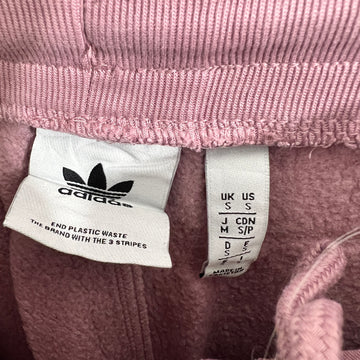 adidas
END PLASTIC WASTE
THE BRAND WITH THE 3 STRIPES
UK US
S S
J CDN
M S/P
D E
S S
F I
MADE IN